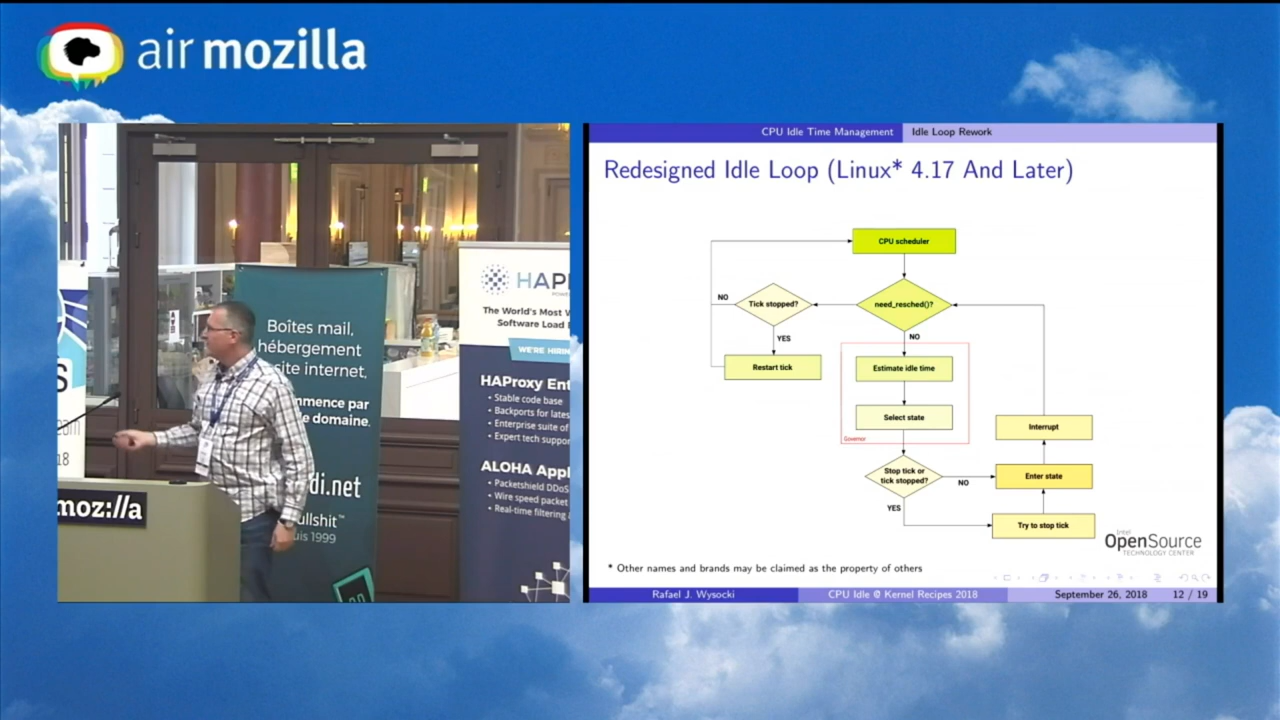 air mozilla
Boîtes mail,
hébergement
site internet,
mmence par
e domaine.
di.net
ullshit™
uis 1999
S
com
18
moz://a
HAP
The World's Most
Software Load
WE'RE HIRIN
HAProxy Ent
• Stable code base
• Backports for lates
• Enterprise suite of
• Expert tech suppo
ALOHA Appl
• Packetshield DDoS
• Wire speed packet
• Real-time filtering
CPU Idle Time Management
Idle Loop Rework
Redesigned Idle Loop (Linux* 4.17 And Later)
CPU scheduler
NO
Tick stopped?
need_resched()?
YES
NO
Restart tick
Estimate idle time
Select state
Governor
Interrupt
Stop tick or
tick stopped?
NO
Enter state
YES
Try to stop tick
intel
OpenSource
TECHNOLOGY CENTER
* Other names and brands may be claimed as the property of others
Rafael J. Wysocki
CPU Idle @ Kernel Recipes 2018
September 26, 2018
12 / 19